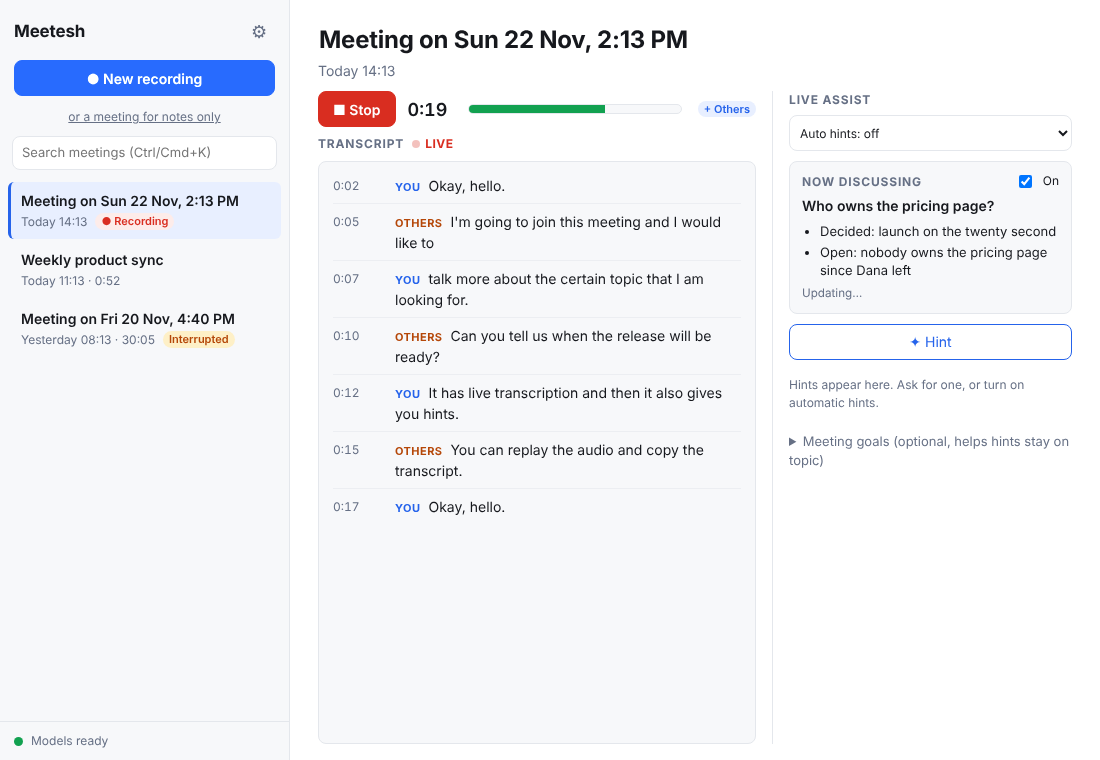 Meetesh
New recording
or a meeting for notes only
Search meetings (Ctrl/Cmd+K)
Meeting on Sun 22 Nov, 2:13 PM
Today 14:13 Recording
Weekly product sync
Today 11:13 · 0:52
Meeting on Fri 20 Nov, 4:40 PM
Yesterday 08:13 · 30:05 Interrupted
Models ready
Meeting on Sun 22 Nov, 2:13 PM
Today 14:13
Stop 0:19 + Others
TRANSCRIPT LIVE
0:02 YOU Okay, hello.
0:05 OTHERS I'm going to join this meeting and I would
like to
0:07 YOU talk more about the certain topic that I am
looking for.
0:10 OTHERS Can you tell us when the release will be
ready?
0:12 YOU It has live transcription and then it also gives
you hints.
0:15 OTHERS You can replay the audio and copy the
transcript.
0:17 YOU Okay, hello.
LIVE ASSIST
Auto hints: off
NOW DISCUSSING On
Who owns the pricing page?
• Decided: launch on the twenty second
• Open: nobody owns the pricing page
since Dana left
Updating…
✦ Hint
Hints appear here. Ask for one, or turn on
automatic hints.
▶ Meeting goals (optional, helps hints stay on
topic)